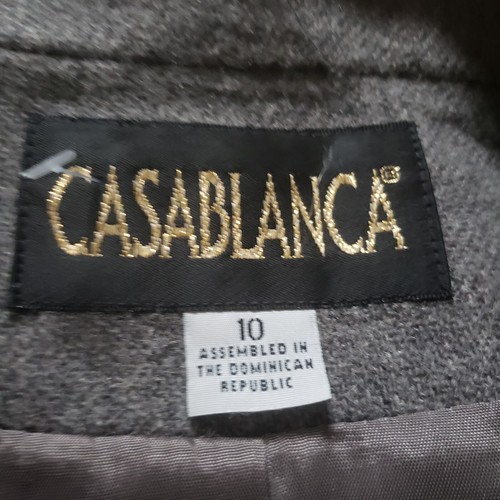 CASABLANCA®
10
ASSEMBLED IN
THE DOMINICAN
REPUBLIC